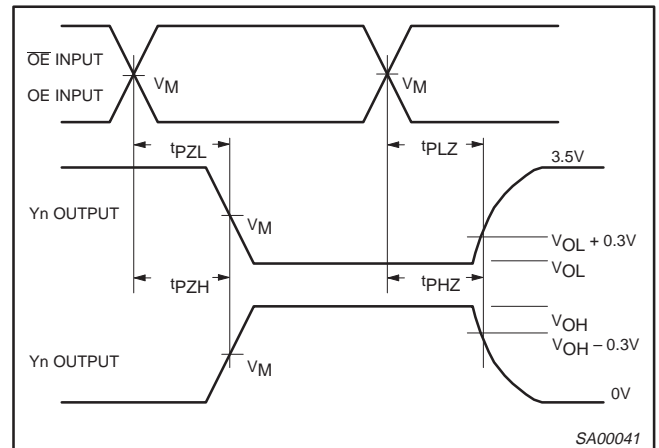 OE INPUT
VM
VM
OE INPUT
tPZL
tPLZ
3.5V
Yn OUTPUT
VM
VOL + 0.3V
VOL
tPZH
tPHZ
VOH
VOH – 0.3V
Yn OUTPUT
VM
0V
SA00041